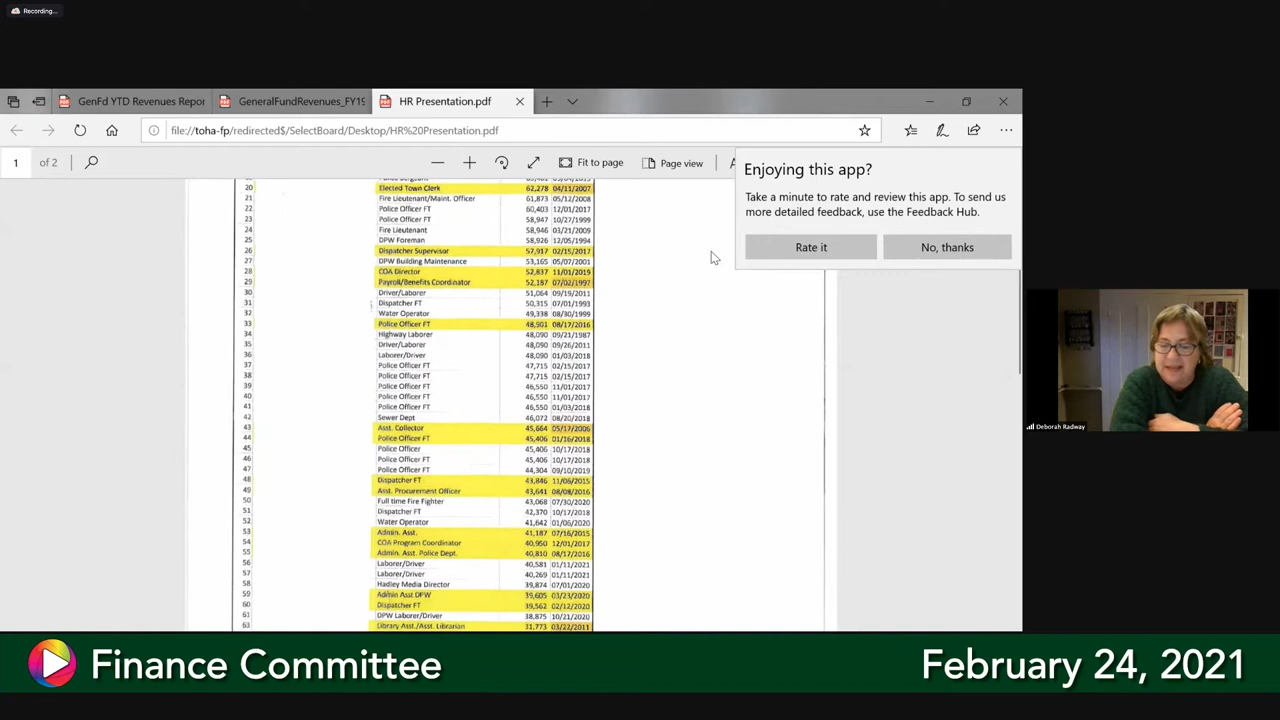 Recording...
GenFd YTD Revenues Repor
GeneralFundRevenues_FY19
HR Presentation.pdf
file://toha-fp/redirected$/SelectBoard/Desktop/HR%20Presentation.pdf
1 of 2
Fit to page
Page view
Enjoying this app?
Take a minute to rate and review this app. To send us
more detailed feedback, use the Feedback Hub.
Rate it
No, thanks
20 Elected Town Clerk 62,278 04/11/2007
21 Fire Lieutenant/Maint. Officer 61,873 05/12/2008
22 Police Officer FT 60,403 12/01/2017
23 Police Officer FT 58,947 10/27/1999
24 Fire Lieutenant 58,946 03/21/2009
25 DPW Foreman 58,926 12/05/1994
26 Dispatcher Supervisor 57,917 02/15/2017
27 DPW Building Maintenance 53,165 05/07/2001
28 COA Director 52,837 11/01/2019
29 Payroll/Benefits Coordinator 52,187 07/02/1997
30 Driver/Laborer 51,064 09/19/2011
31 Dispatcher FT 50,315 07/01/1993
32 Water Operator 49,338 08/30/1999
33 Police Officer FT 48,901 08/17/2016
34 Highway Laborer 48,090 09/21/1987
35 Driver/Laborer 48,090 09/26/2011
36 Laborer/Driver 48,090 01/03/2018
37 Police Officer FT 47,715 02/15/2017
38 Police Officer FT 47,715 02/15/2017
39 Police Officer FT 46,550 11/01/2017
40 Police Officer FT 46,550 11/01/2017
41 Police Officer FT 46,550 01/03/2018
42 Sewer Dept 46,072 08/20/2018
43 Asst. Collector 45,664 05/17/2006
44 Police Officer FT 45,406 01/16/2018
45 Police Officer 45,406 10/17/2018
46 Police Officer FT 45,406 10/17/2018
47 Police Officer FT 44,304 09/10/2019
48 Dispatcher FT 43,846 11/06/2015
49 Asst. Procurement Officer 43,641 08/08/2016
50 Full time Fire Fighter 43,068 07/30/2020
51 Dispatcher FT 42,370 10/17/2018
52 Water Operator 41,642 01/06/2020
53 Admin. Asst. 41,187 07/16/2015
54 COA Program Coordinator 40,950 12/01/2017
55 Admin. Asst. Police Dept. 40,810 08/17/2016
56 Laborer/Driver 40,581 01/11/2021
57 Laborer/Driver 40,269 01/11/2021
58 Hadley Media Director 39,874 07/01/2020
59 Admin Asst DPW 39,605 03/23/2020
60 Dispatcher FT 39,562 02/12/2020
61 DPW Laborer/Driver 38,875 10/21/2020
63 Library Asst./Asst. Librarian 31,773 03/22/2011
Deborah Radway
Finance Committee
February 24, 2021